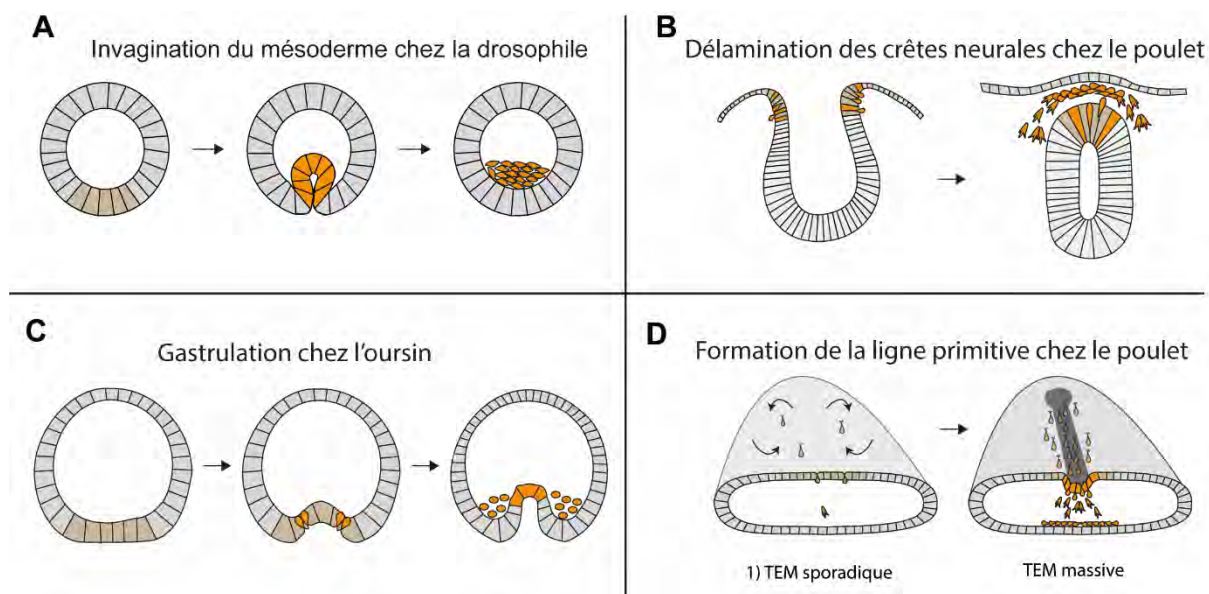 A
Invagination du mésoderme chez la drosophile
B
Délamination des crêtes neurales chez le poulet
C
Gastrulation chez l'oursin
D
Formation de la ligne primitive chez le poulet
1) TEM sporadique
TEM massive